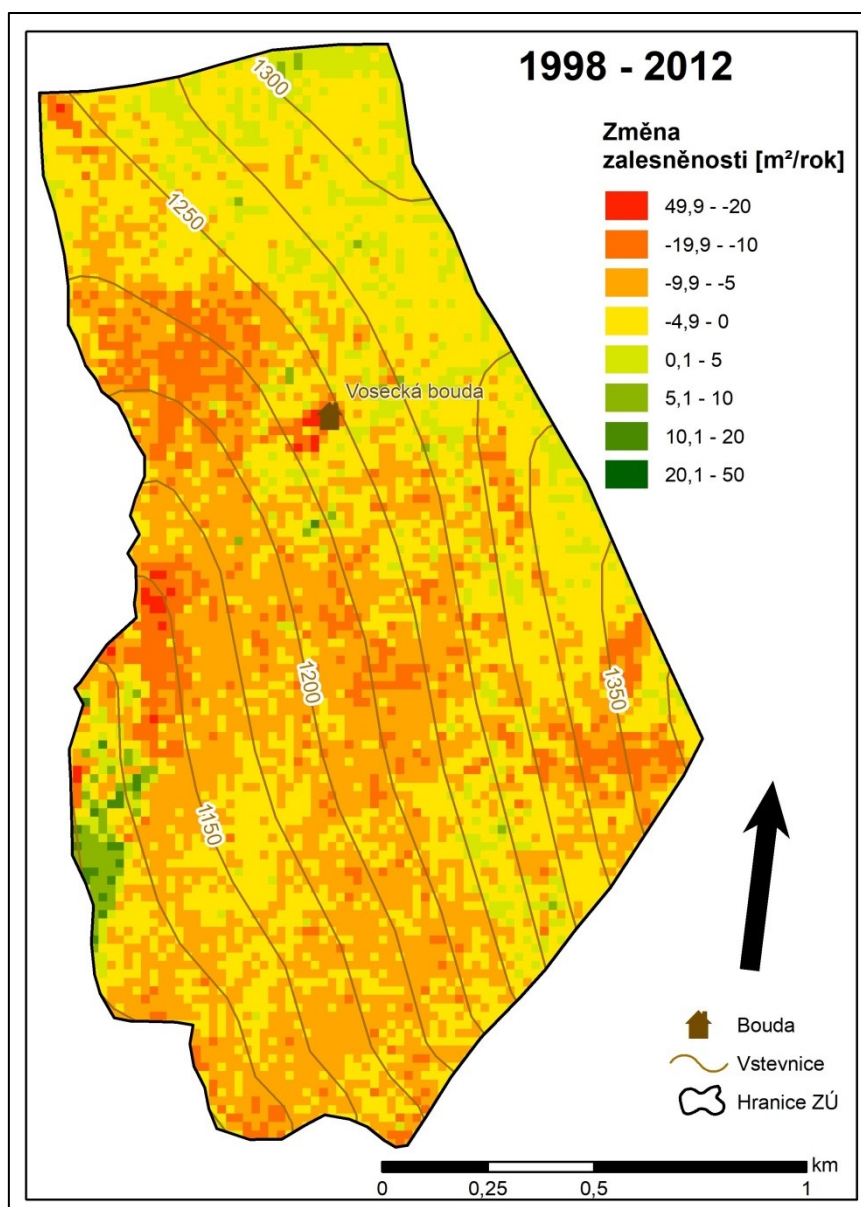 1998 - 2012
Změna
zalesněnosti [m²/rok]
49,9 - -20
-19,9 - -10
-9,9 - -5
-4,9 - 0
0,1 - 5
5,1 - 10
10,1 - 20
20,1 - 50
1300
1250
Vosecká bouda
1200
1350
1150
Bouda
Vstevnice
Hranice ZÚ
km
0
0,25
0,5
1